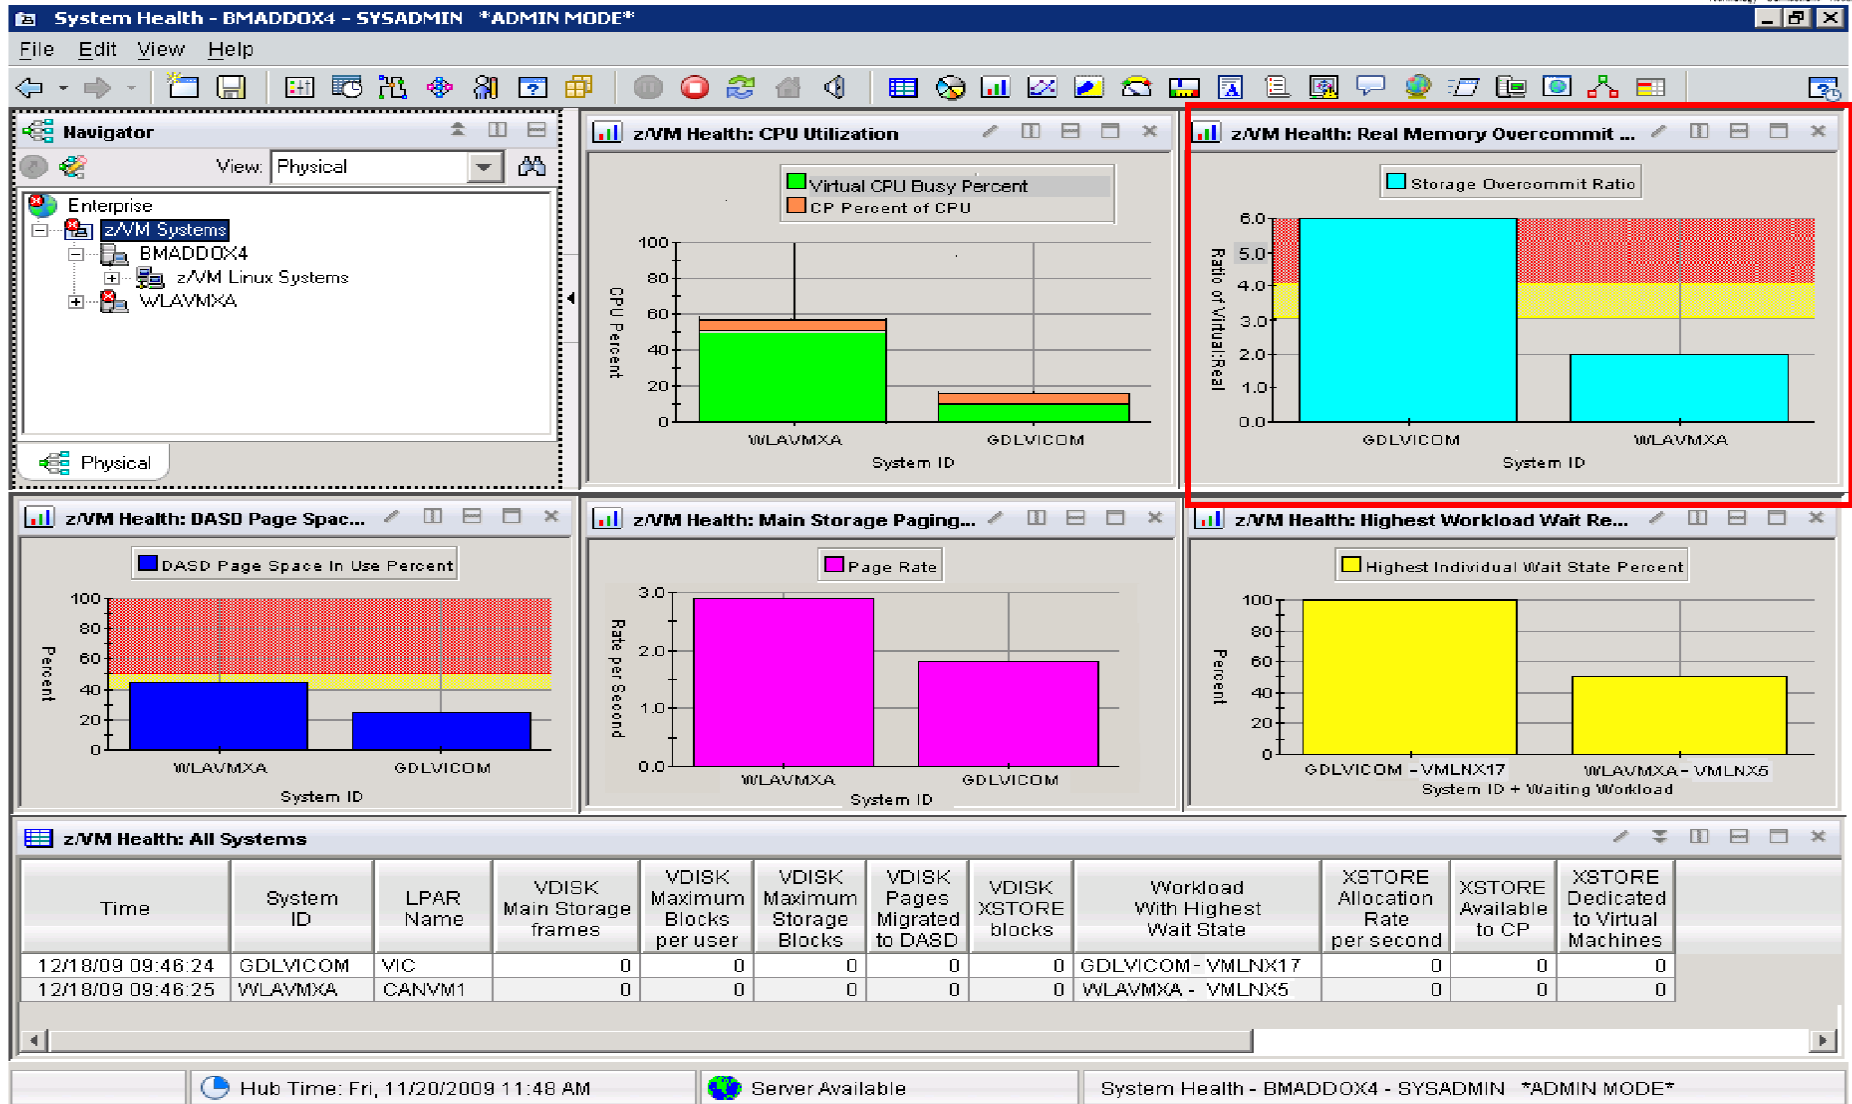 System Health - BMADDOX4 - SYSADMIN *ADMIN MODE*
File Edit View Help
Navigator
View: Physical
Enterprise
z/VM Systems
BMADDOX4
z/VM Linux Systems
WLAVMXA
Physical
z/VM Health: CPU Utilization
Virtual CPU Busy Percent
CP Percent of CPU
100
80
60
40
20
0
CPU Percent
WLAVMXA GDLVICOM
System ID
z/VM Health: Real Memory Overcommit ...
Storage Overcommit Ratio
6.0
5.0
4.0
3.0
2.0
1.0
0.0
Ratio of Virtual:Real
GDLVICOM WLAVMXA
System ID
z/VM Health: DASD Page Spac...
DASD Page Space In Use Percent
100
80
60
40
20
0
Percent
WLAVMXA GDLVICOM
System ID
z/VM Health: Main Storage Paging...
Page Rate
3.0
2.0
1.0
0.0
Rate per Second
WLAVMXA GDLVICOM
System ID
z/VM Health: Highest Workload Wait Re...
Highest Individual Wait State Percent
100
80
60
40
20
0
Percent
GDLVICOM - VMLNX17 WLAVMXA - VMLNX5
System ID + Waiting Workload
z/VM Health: All Systems
Time System ID LPAR Name VDISK Main Storage frames VDISK Maximum Blocks per user VDISK Maximum Storage Blocks VDISK Pages Migrated to DASD VDISK XSTORE blocks Workload With Highest Wait State XSTORE Allocation Rate per second XSTORE Available to CP XSTORE Dedicated to Virtual Machines
12/18/09 09:46:24 GDLVICOM VIC 0 0 0 0 0 GDLVICOM - VMLNX17 0 0 0
12/18/09 09:46:25 WLAVMXA CANVM1 0 0 0 0 0 WLAVMXA - VMLNX5 0 0 0
Hub Time: Fri, 11/20/2009 11:48 AM Server Available System Health - BMADDOX4 - SYSADMIN *ADMIN MODE*